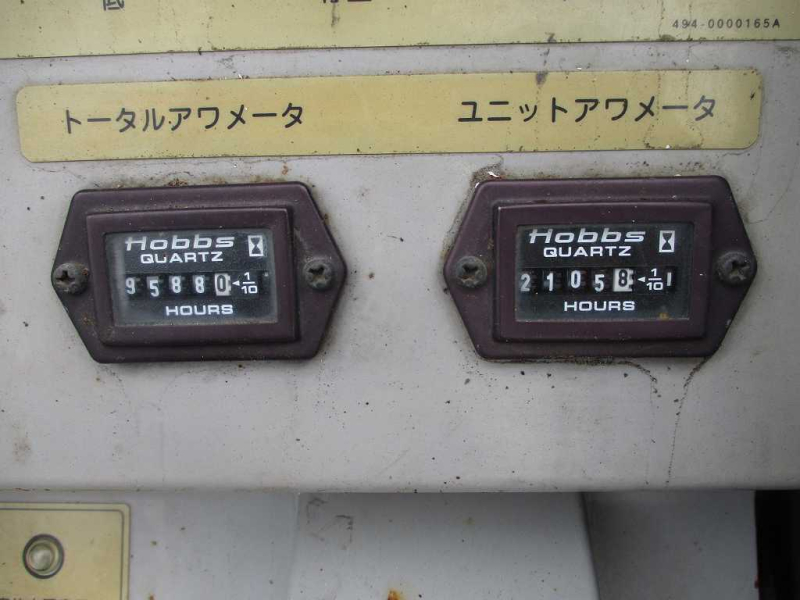 494-0000165A
トータルアワメータ
ユニットアワメータ
Hobbs
QUARTZ
95880 1/10
HOURS
Hobbs
QUARTZ
21058 1/10
HOURS